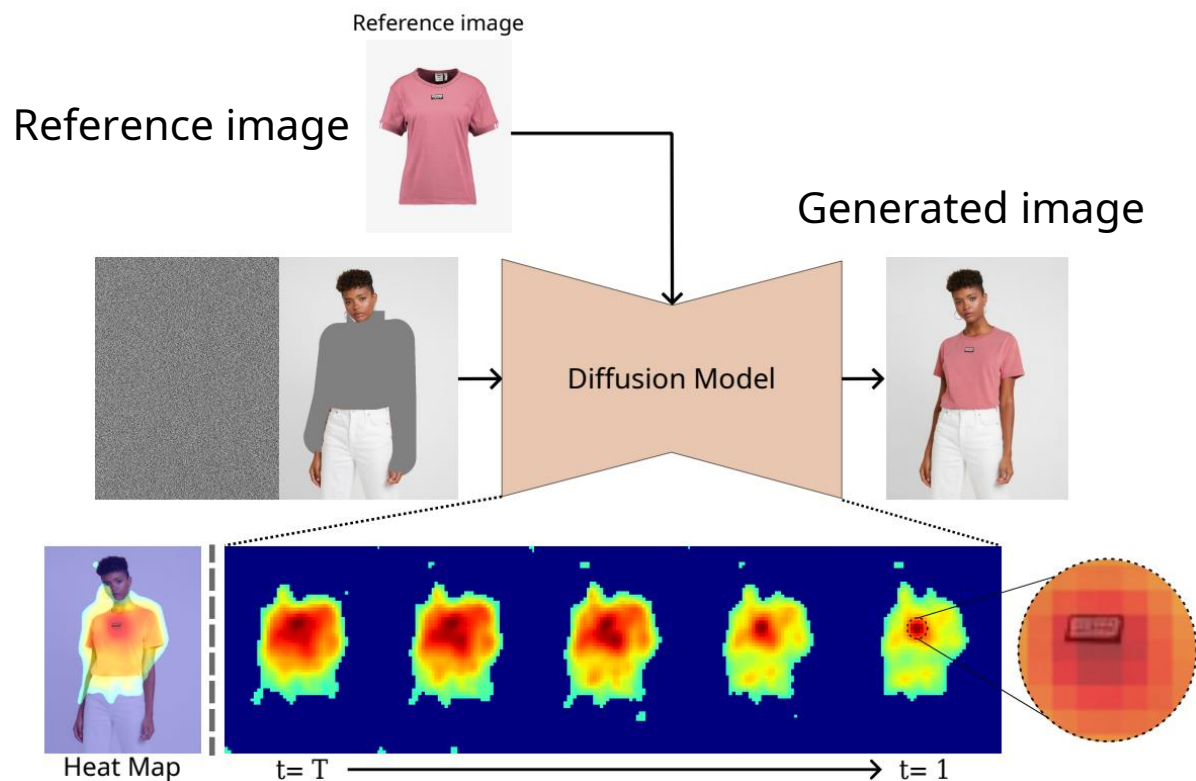 Reference image
Reference image
Generated image
Diffusion Model
Heat Map
t= T
t= 1